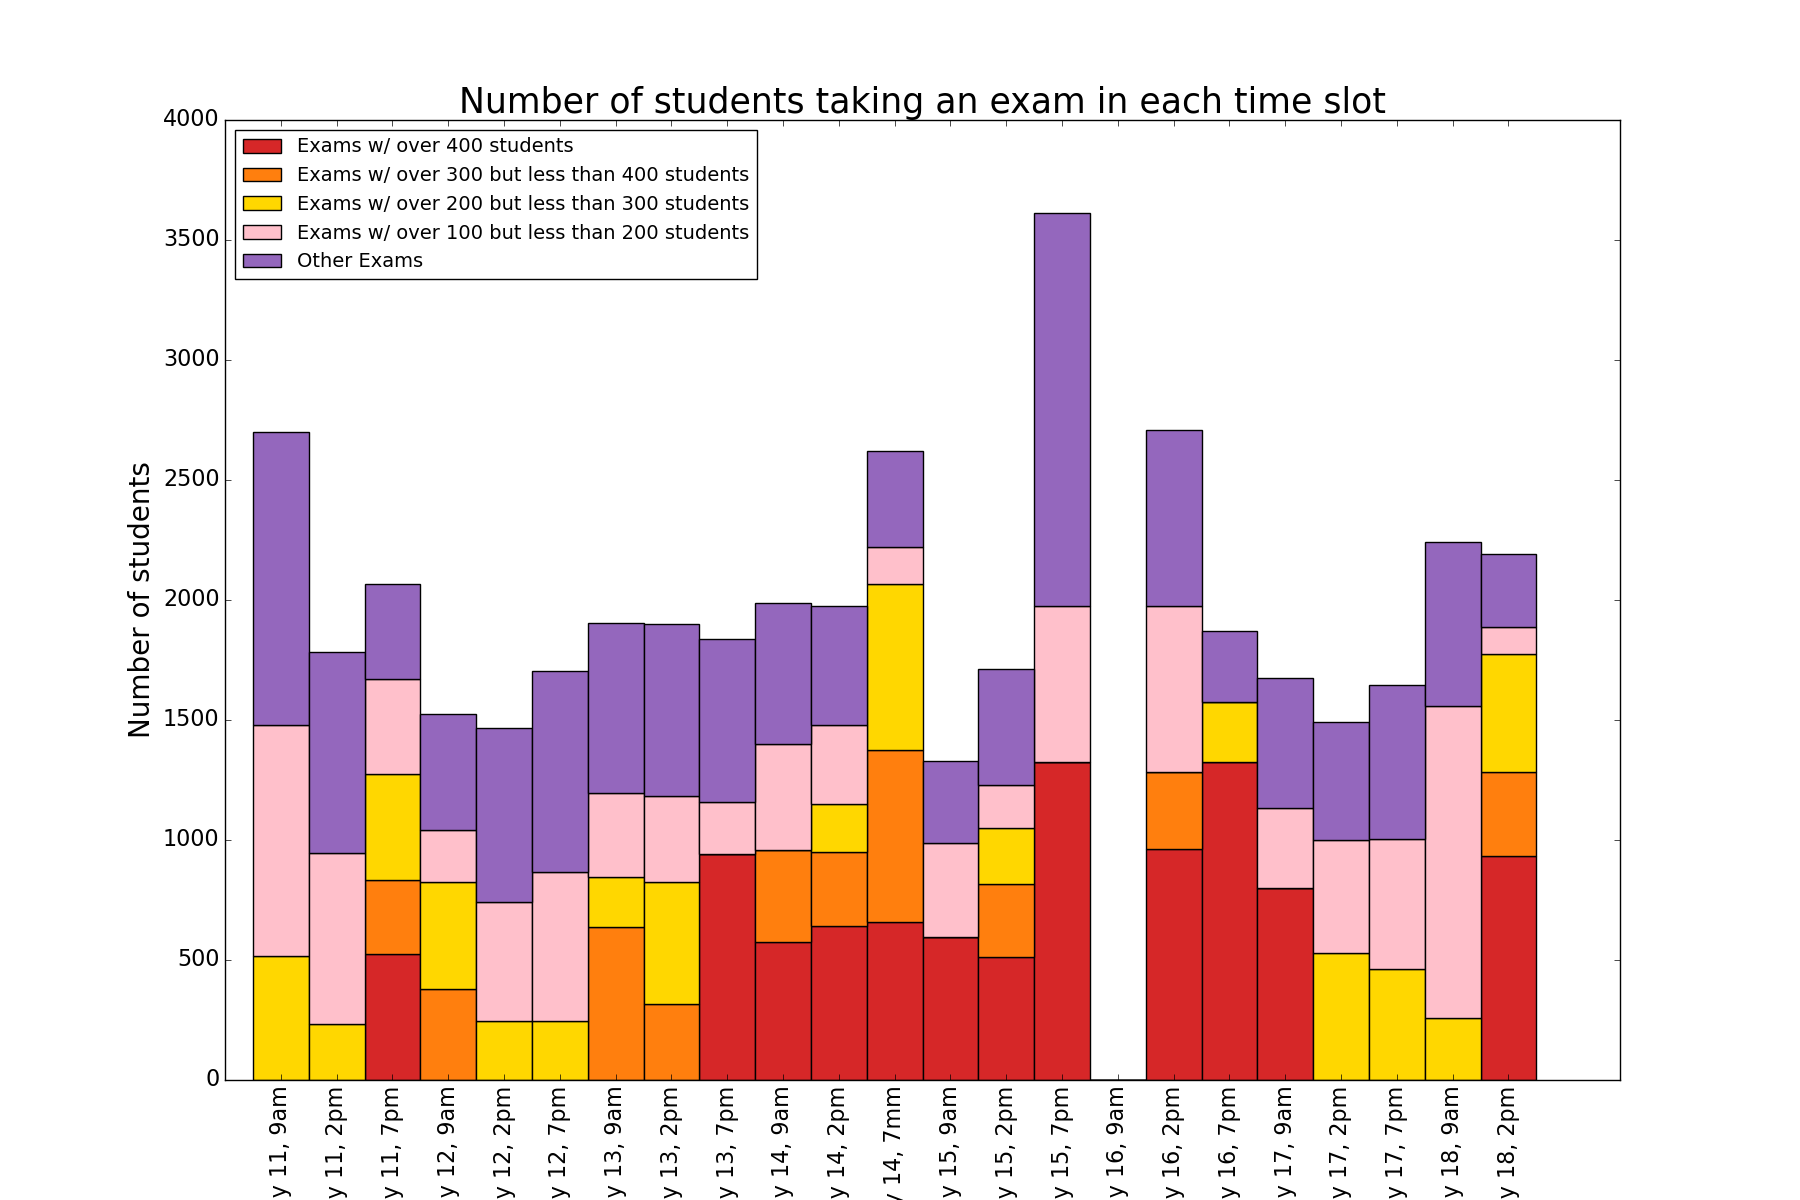 Number of students taking an exam in each time slot
Exams w/ over 400 students
Exams w/ over 300 but less than 400 students
Exams w/ over 200 but less than 300 students
Exams w/ over 100 but less than 200 students
Other Exams
Number of students
4000
3500
3000
2500
2000
1500
1000
500
0
y 11, 9am
y 11, 2pm
y 11, 7pm
y 12, 9am
y 12, 2pm
y 12, 7pm
y 13, 9am
y 13, 2pm
y 13, 7pm
y 14, 9am
y 14, 2pm
y 14, 7mm
y 15, 9am
y 15, 2pm
y 15, 7pm
y 16, 9am
y 16, 2pm
y 16, 7pm
y 17, 9am
y 17, 2pm
y 17, 7pm
y 18, 9am
y 18, 2pm